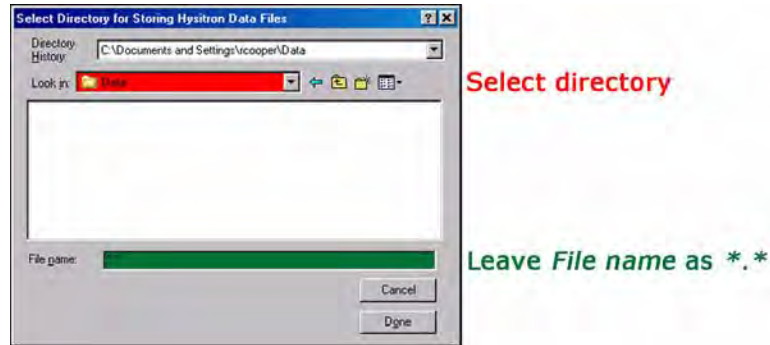 Select Directory for Storing Hysitron Data Files
Directory History: C:\Documents and Settings\rcooper\Data
Look in: Data
Select directory
File name:
Leave File name as *.*
Cancel
Done